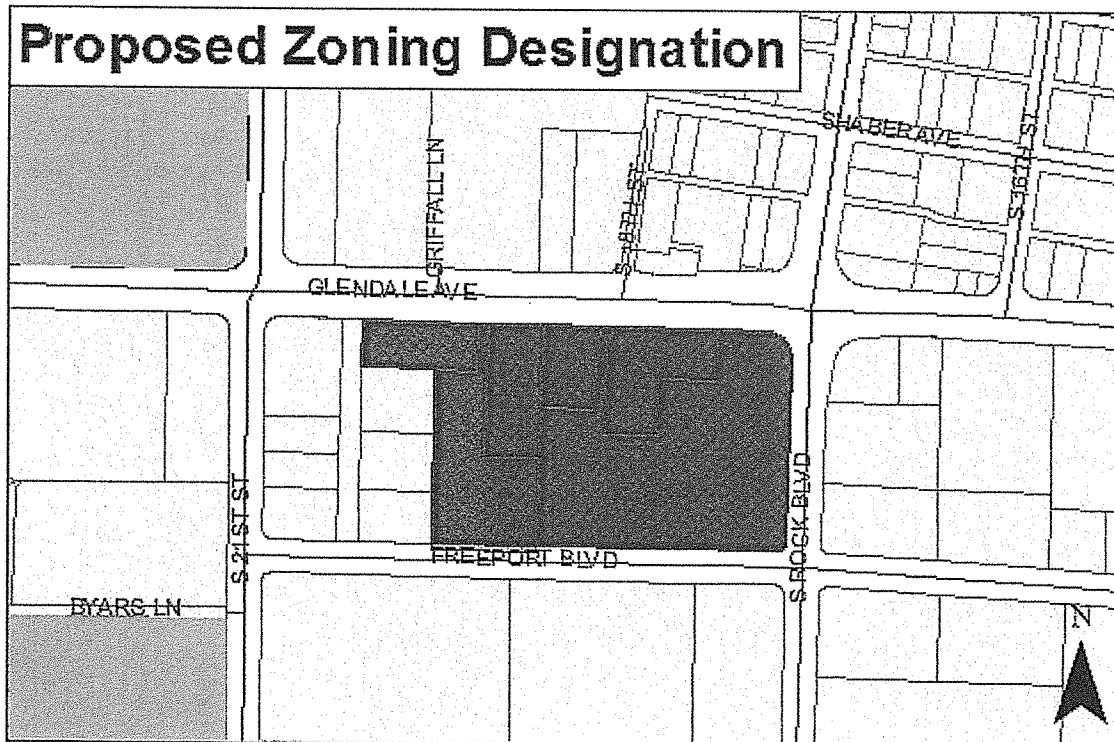 Proposed Zoning Designation
SHABER AVE
S 16TH ST
GRIFFALL LN
S 18TH ST
GLENDALE AVE
S 21ST ST
S ROCK BLVD
FREEPORT BLVD
BYARS LN
N